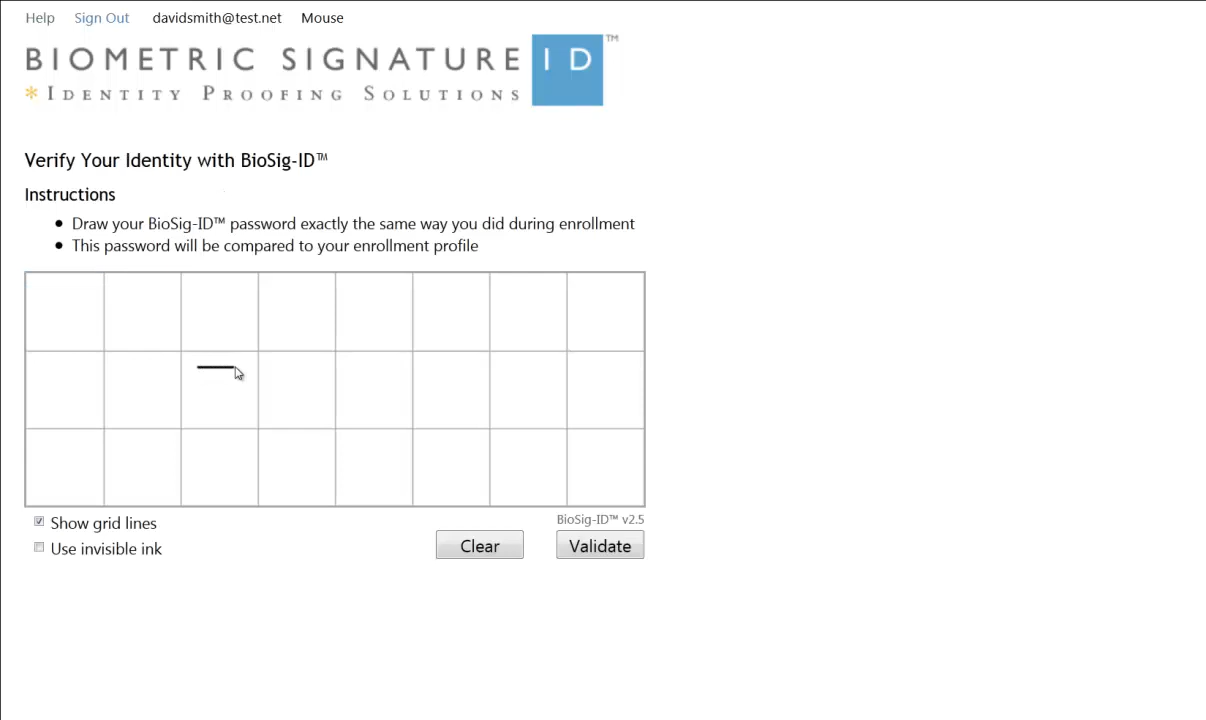 Help Sign Out davidsmith@test.net Mouse
BIOMETRIC SIGNATURE ID™
*IDENTITY PROOFING SOLUTIONS
Verify Your Identity with BioSig-ID™
Instructions
• Draw your BioSig-ID™ password exactly the same way you did during enrollment
• This password will be compared to your enrollment profile
Show grid lines
BioSig-ID™ v2.5
Use invisible ink
Clear Validate